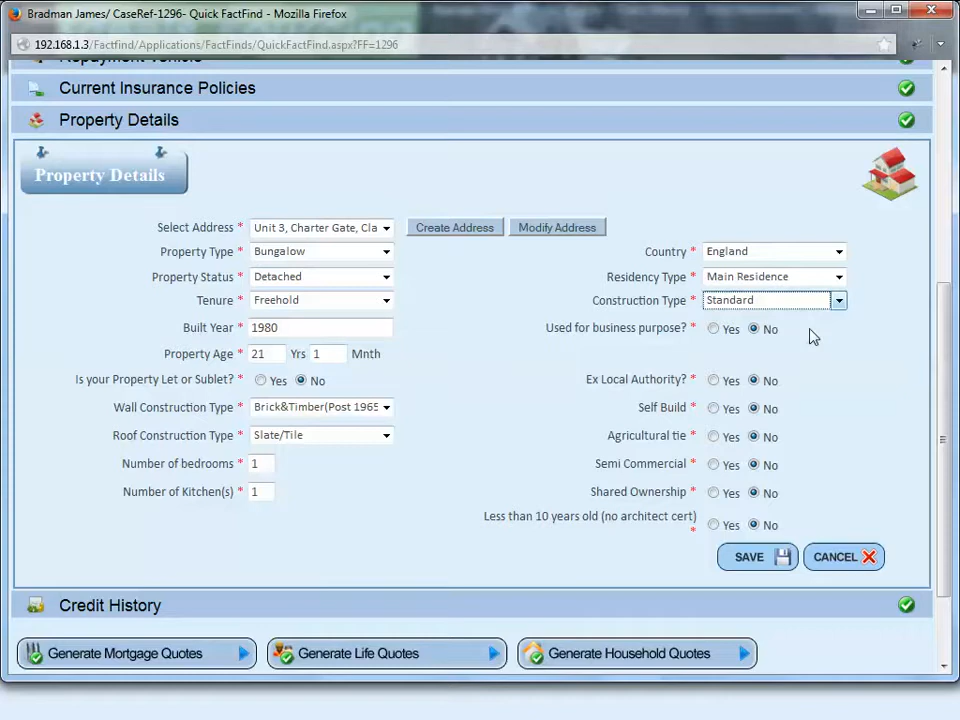 Bradman James/ CaseRef-1296- Quick FactFind - Mozilla Firefox
192.168.1.3/Factfind/Applications/FactFinds/QuickFactFind.aspx?FF=1296
Repayment Vehicle
Current Insurance Policies
Property Details
Property Details
Select Address * Unit 3, Charter Gate, Cla Create Address Modify Address
Property Type * Bungalow Country * England
Property Status * Detached Residency Type * Main Residence
Tenure * Freehold Construction Type * Standard
Built Year * 1980 Used for business purpose? * Yes No
Property Age * 21 Yrs 1 Mnth
Is your Property Let or Sublet? * Yes No Ex Local Authority? * Yes No
Wall Construction Type * Brick&Timber(Post 1965 Self Build * Yes No
Roof Construction Type * Slate/Tile Agricultural tie * Yes No
Number of bedrooms * 1 Semi Commercial * Yes No
Number of Kitchen(s) * 1 Shared Ownership * Yes No
Less than 10 years old (no architect cert) * Yes No
SAVE CANCEL
Credit History
Generate Mortgage Quotes Generate Life Quotes Generate Household Quotes